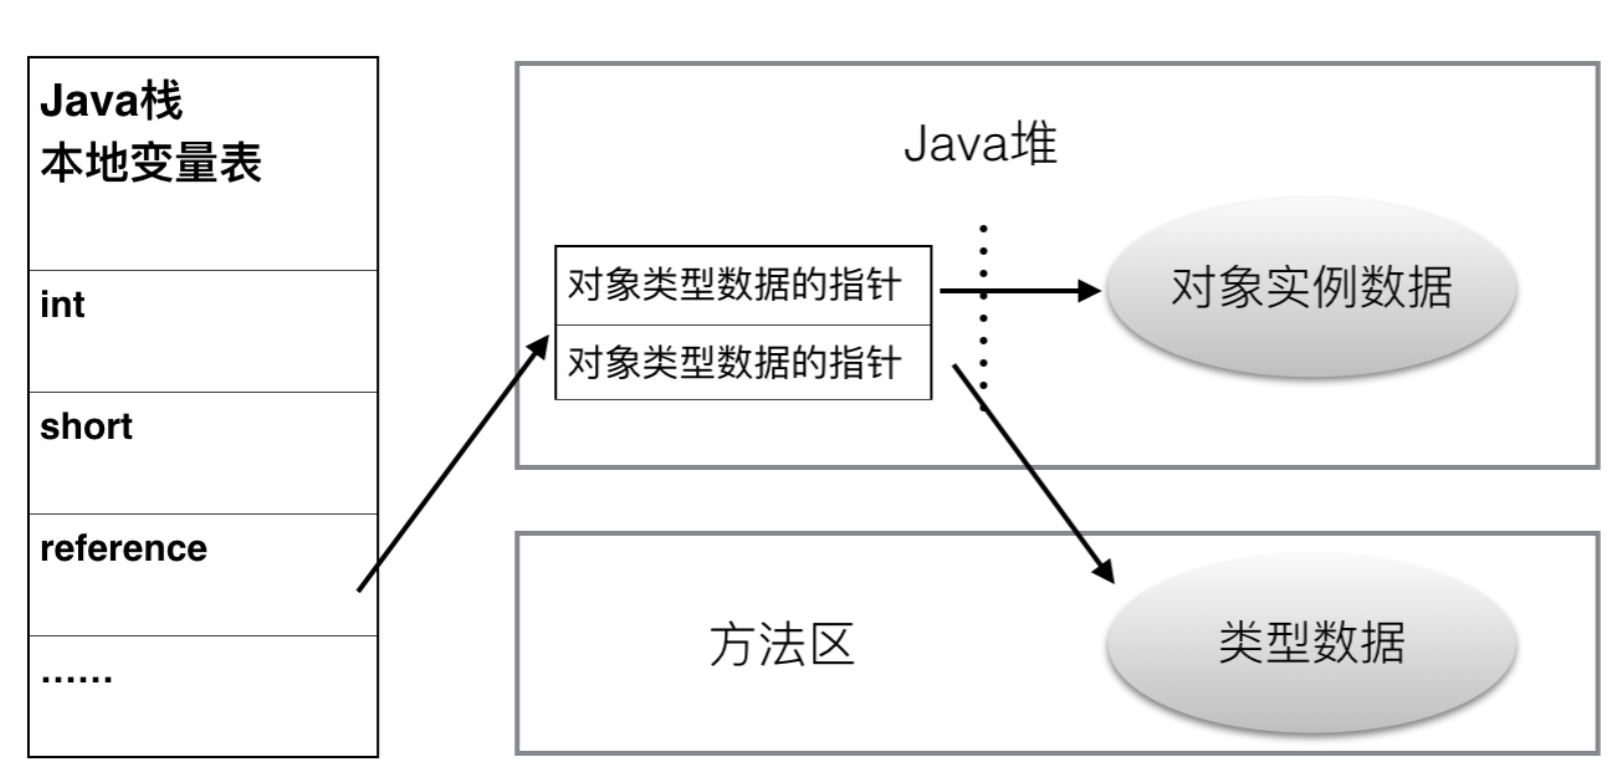 Java栈
本地变量表
int
short
reference
......
Java堆
对象类型数据的指针
对象类型数据的指针
对象实例数据
方法区
类型数据